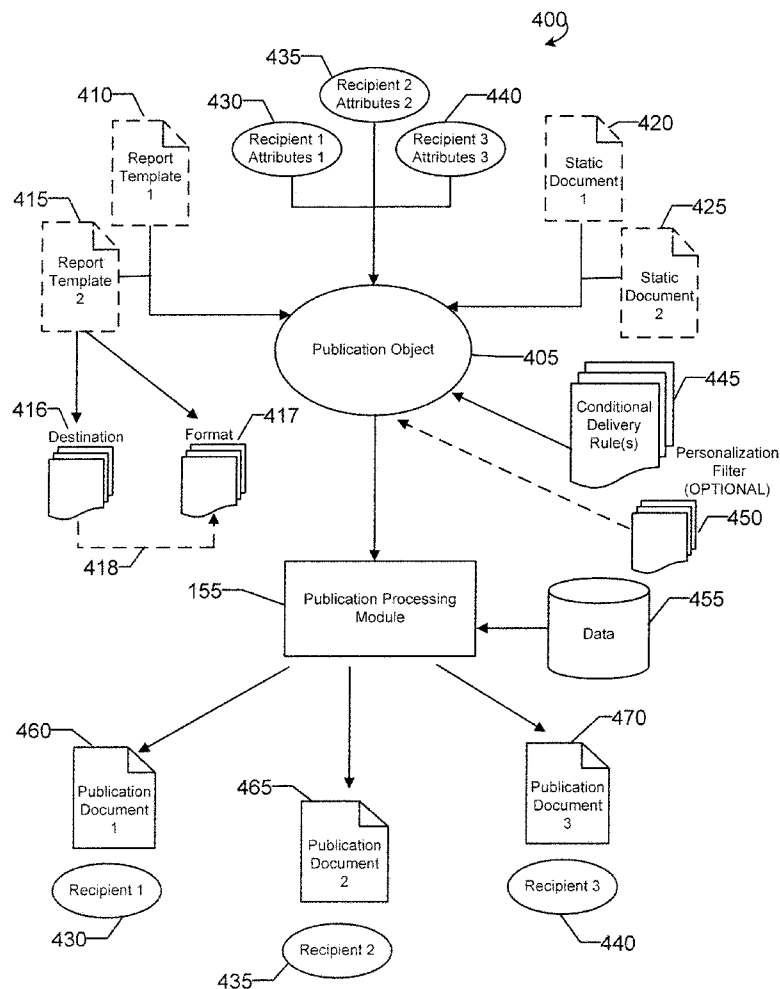 400
435
Recipient 2
Attributes 2
430
Recipient 1
Attributes 1
440
Recipient 3
Attributes 3
410
Report
Template
1
415
Report
Template
2
420
Static
Document
1
425
Static
Document
2
Publication Object
405
445
Conditional
Delivery
Rule(s)
416
Destination
Format
417
418
Personalization
Filter
(OPTIONAL)
450
155
Publication Processing
Module
Data
455
460
Publication
Document
1
465
Publication
Document
2
470
Publication
Document
3
Recipient 1
430
Recipient 2
435
Recipient 3
440